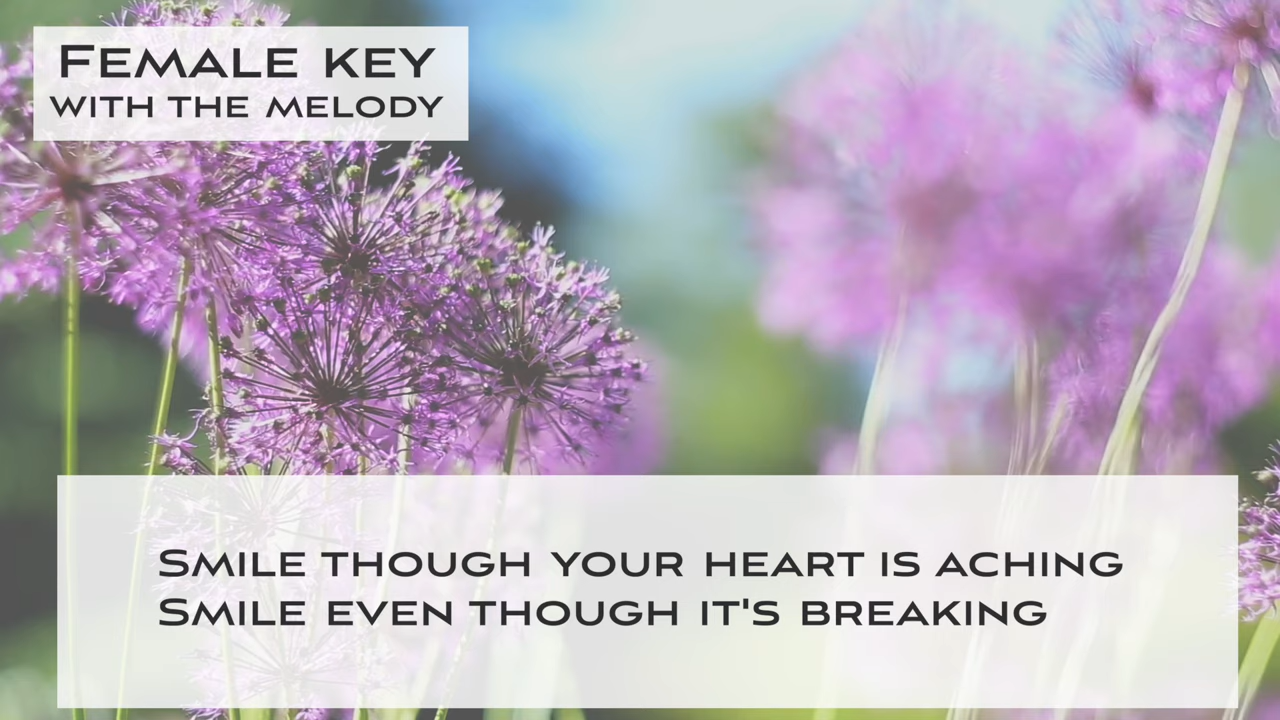 Female key
with the melody
Smile though your heart is aching
Smile even though it's breaking